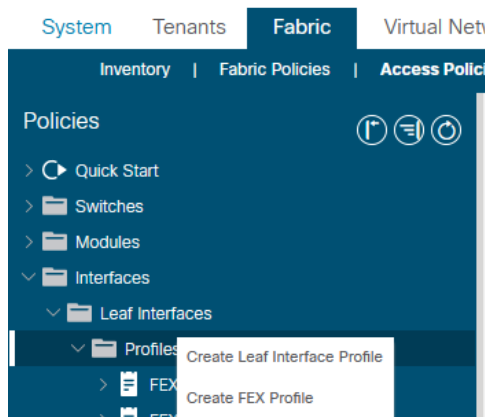 System Tenants Fabric Virtual Netw
Inventory | Fabric Policies | Access Polic
Policies
Quick Start
Switches
Modules
Interfaces
Leaf Interfaces
Profiles
Create Leaf Interface Profile
FEX
Create FEX Profile
FEX